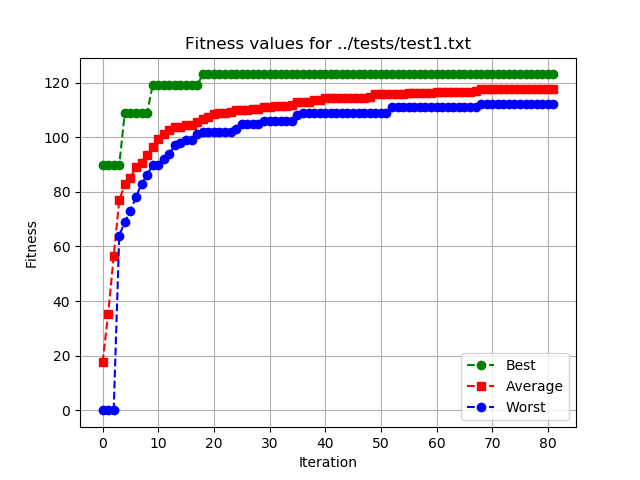 Fitness values for ../tests/test1.txt
Fitness
120
100
80
60
40
20
0
0 10 20 30 40 50 60 70 80
Iteration
Best
Average
Worst